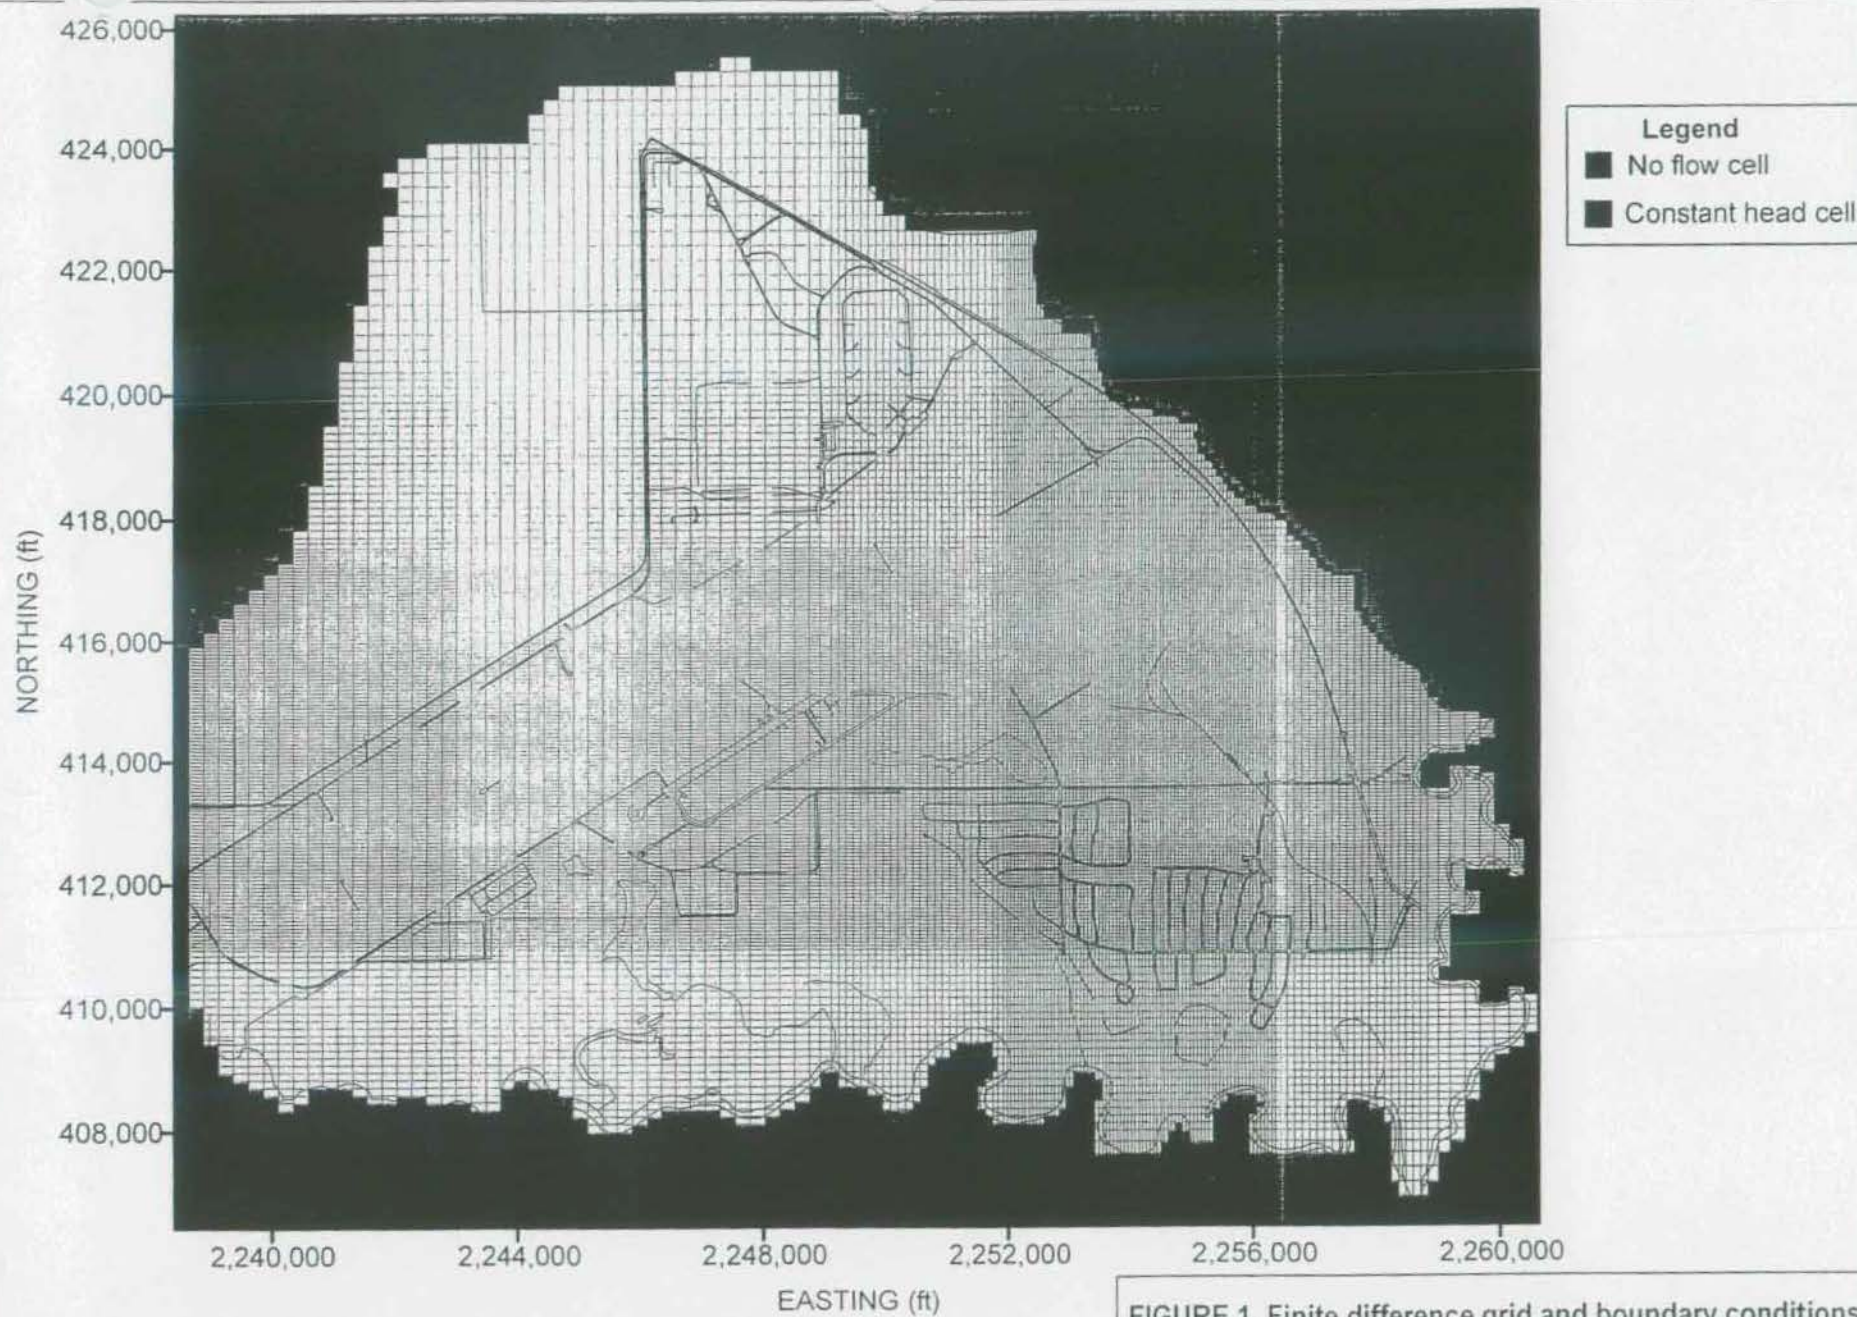 426,000
424,000
422,000
420,000
418,000
416,000
414,000
412,000
410,000
408,000
NORTHING (ft)
2,240,000
2,244,000
2,248,000
2,252,000
2,256,000
2,260,000
EASTING (ft)
Legend
No flow cell
Constant head cell
FIGURE 1. Finite difference grid and boundary conditions